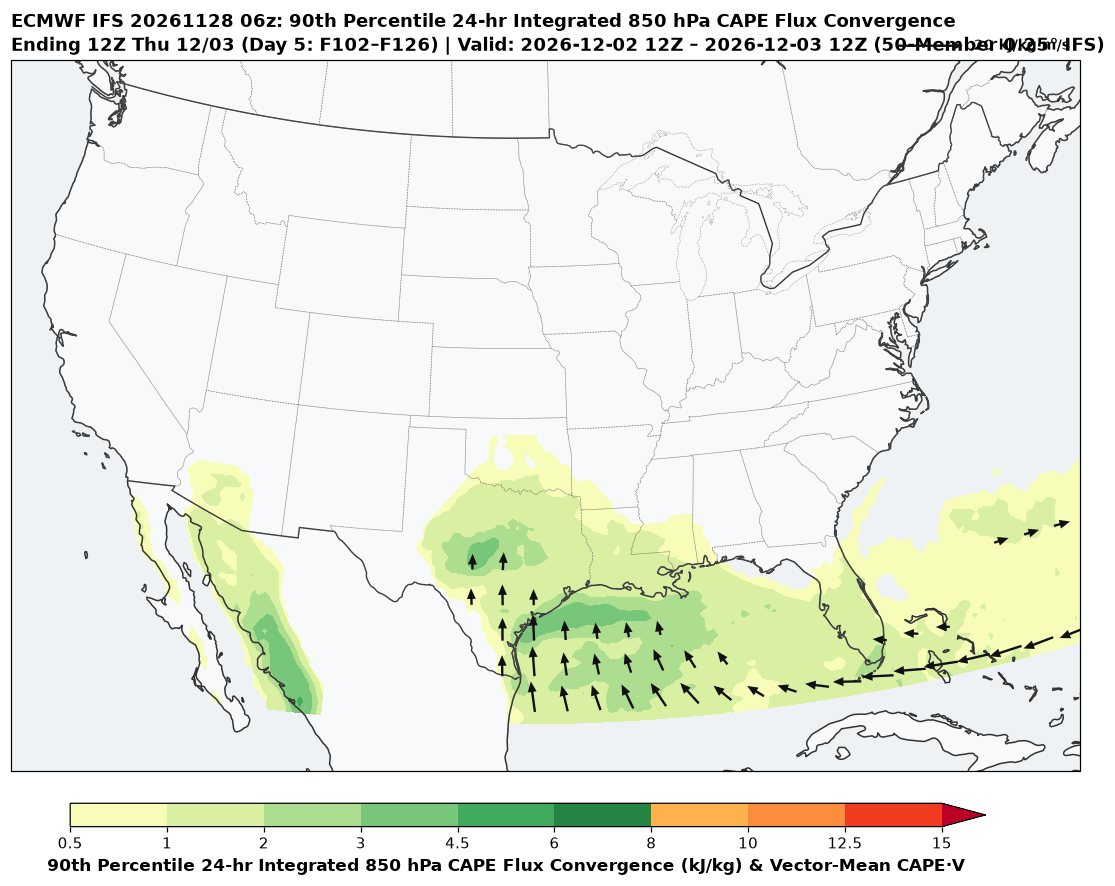 ECMWF IFS 20261128 06z: 90th Percentile 24-hr Integrated 850 hPa CAPE Flux Convergence
Ending 12Z Thu 12/03 (Day 5: F102–F126) | Valid: 2026-12-02 12Z – 2026-12-03 12Z (50-Member 0.25° IFS)
0.5 1 2 3 4.5 6 8 10 12.5 15
90th Percentile 24-hr Integrated 850 hPa CAPE Flux Convergence (kJ/kg) & Vector-Mean CAPE·V